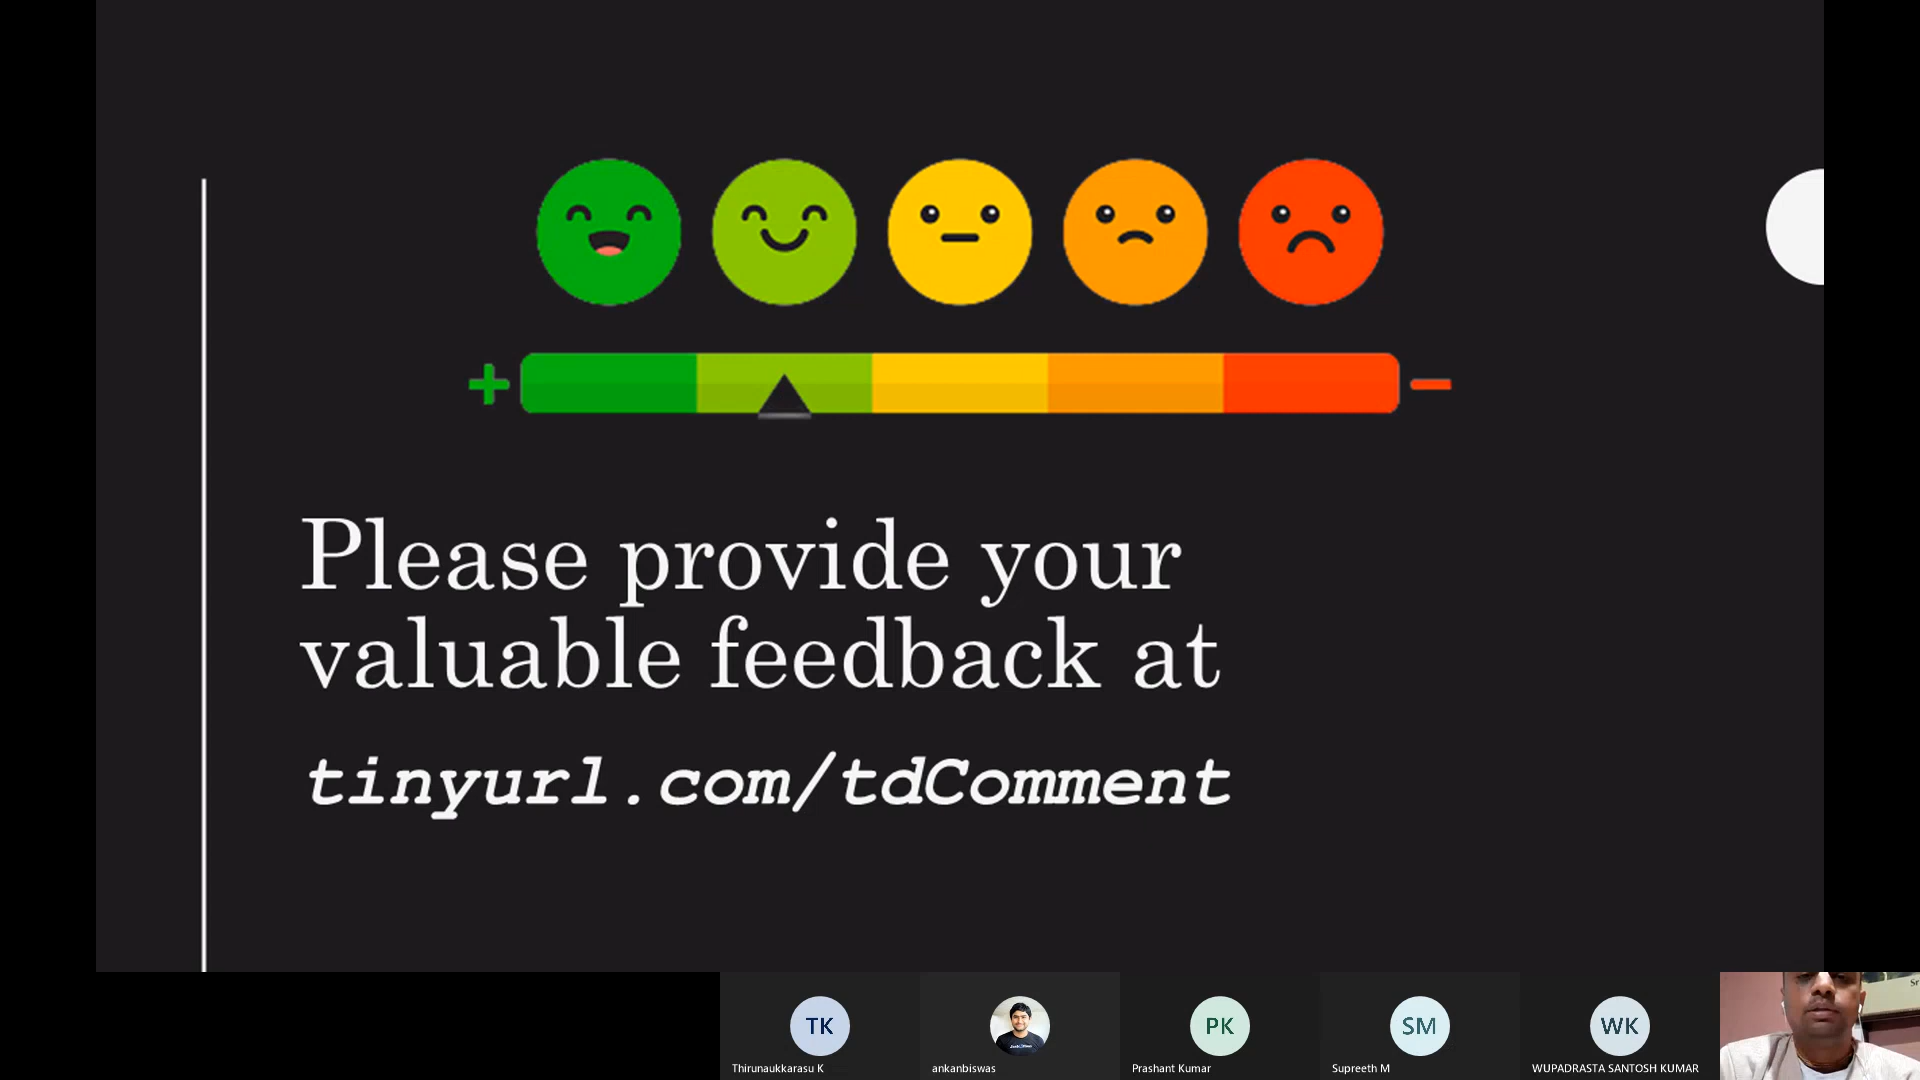 Please provide your
valuable feedback at
tinyurl.com/tdComment
TK
Thirunaukkarasu K
ankanbiswas
PK
Prashant Kumar
SM
Supreeth M
WK
WUPADRASTA SANTOSH KUMAR
Sr